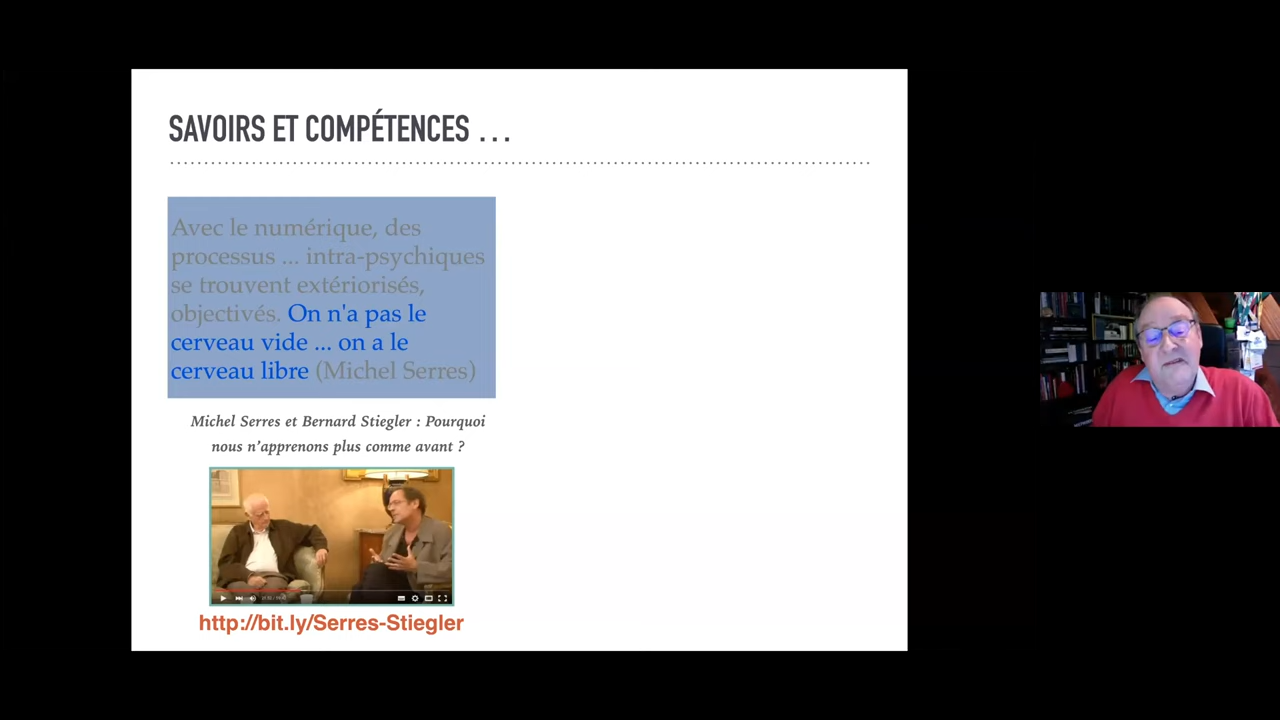 SAVOIRS ET COMPÉTENCES ...
Avec le numérique, des
processus ... intra-psychiques
se trouvent extériorisés,
objectivés. On n'a pas le
cerveau vide ... on a le
cerveau libre (Michel Serres)
Michel Serres et Bernard Stiegler : Pourquoi
nous n’apprenons plus comme avant ?
http://bit.ly/Serres-Stiegler